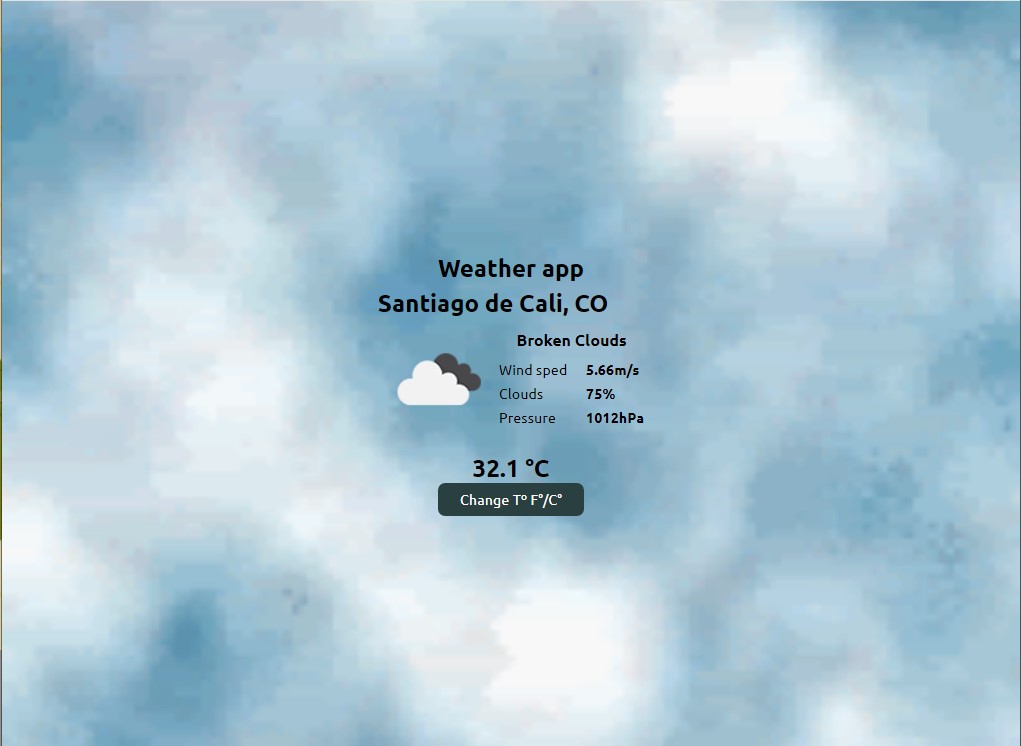 Weather app
Santiago de Cali, CO
Broken Clouds
Wind sped 5.66m/s
Clouds 75%
Pressure 1012hPa
32.1 °C
Change T° F°/C°